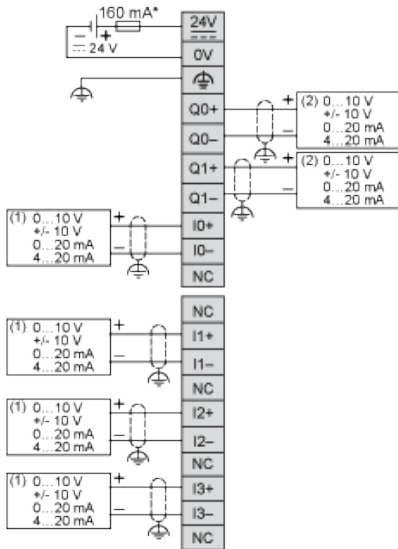 160 mA*
24V
− +
24 V
0V
Q0+
+ (2) 0...10 V
+/- 10 V
Q0−
− 0...20 mA
4...20 mA
Q1+
+ (2) 0...10 V
+/- 10 V
Q1−
− 0...20 mA
4...20 mA
(1) 0...10 V + I0+
+/- 10 V
0...20 mA − I0−
4...20 mA
NC
NC
(1) 0...10 V + I1+
+/- 10 V
0...20 mA − I1−
4...20 mA
NC
(1) 0...10 V + I2+
+/- 10 V
0...20 mA − I2−
4...20 mA
NC
(1) 0...10 V + I3+
+/- 10 V
0...20 mA − I3−
4...20 mA
NC